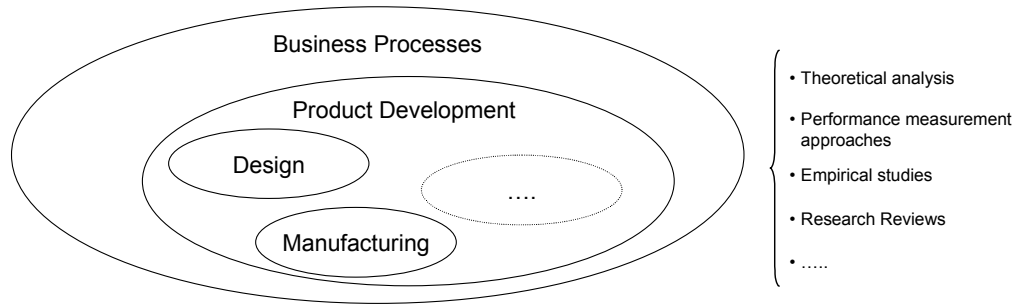 Business Processes
Product Development
Design
….
Manufacturing
• Theoretical analysis
• Performance measurement
approaches
• Empirical studies
• Research Reviews
• …..